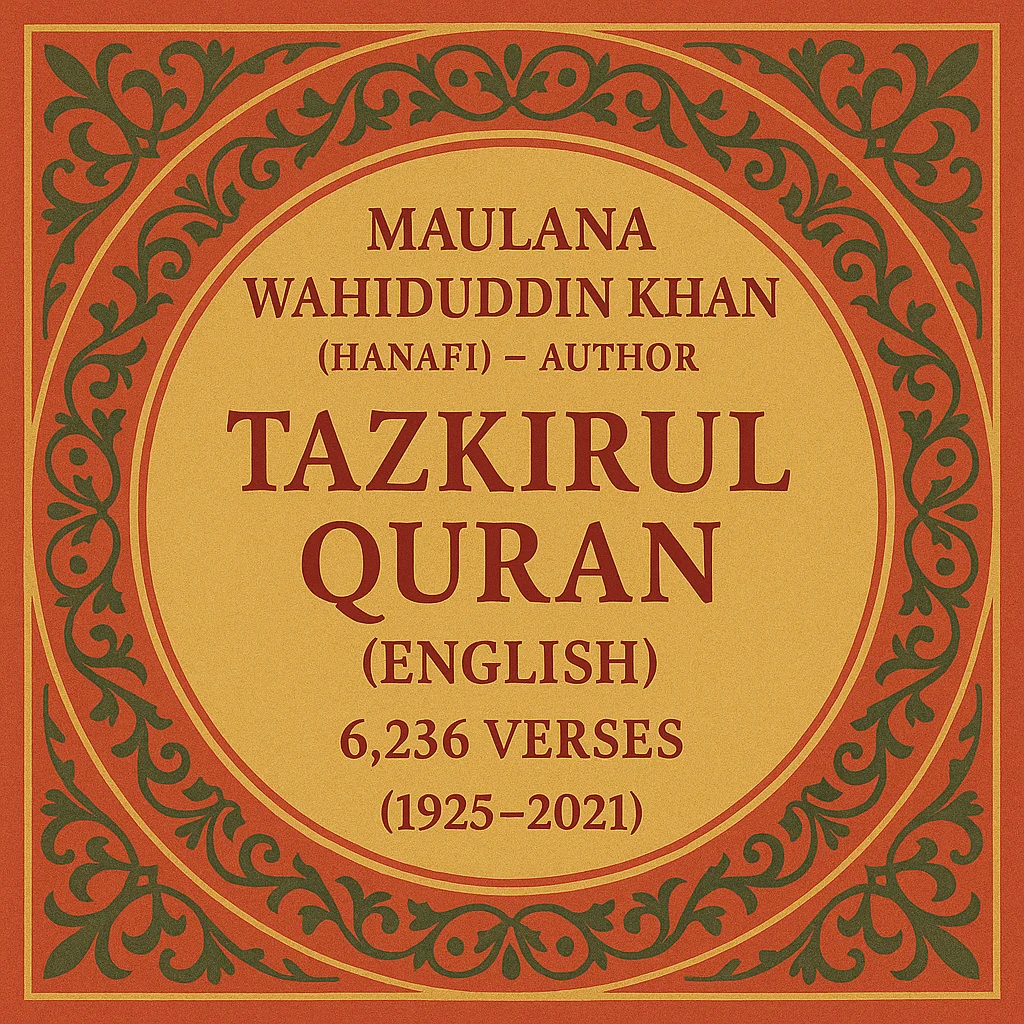 MAULANA
WAHIDUDDIN KHAN
(HANAFI) – AUTHOR
TAZKIRUL
QURAN
(ENGLISH)
6,236 VERSES
(1925–2021)